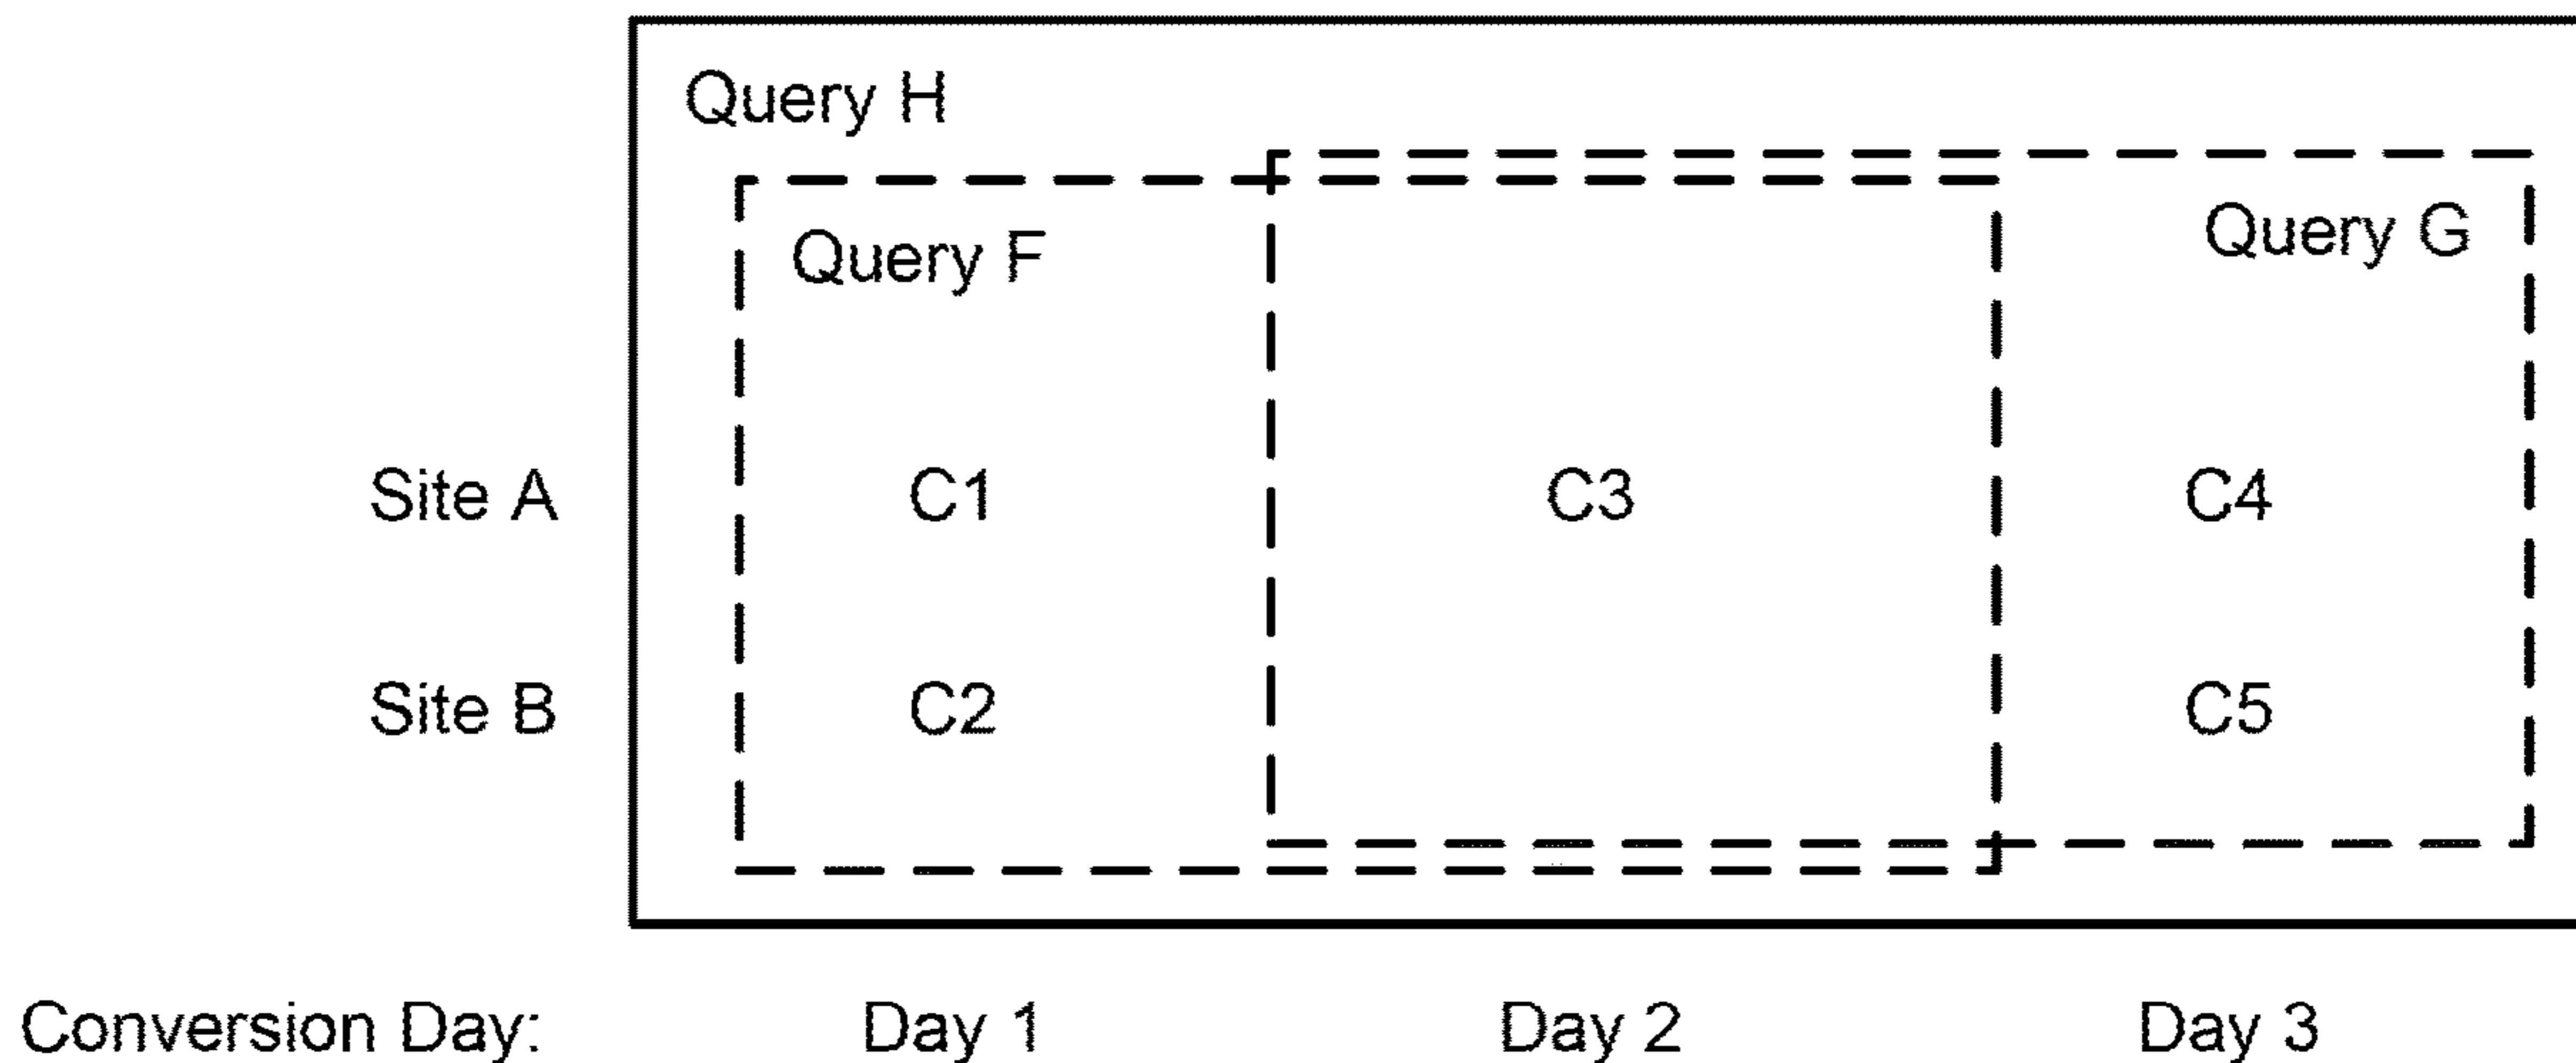 Query H
Query G
Query F
Site A C1 C3 C4
Site B C2 C5
Conversion Day: Day 1 Day 2 Day 3